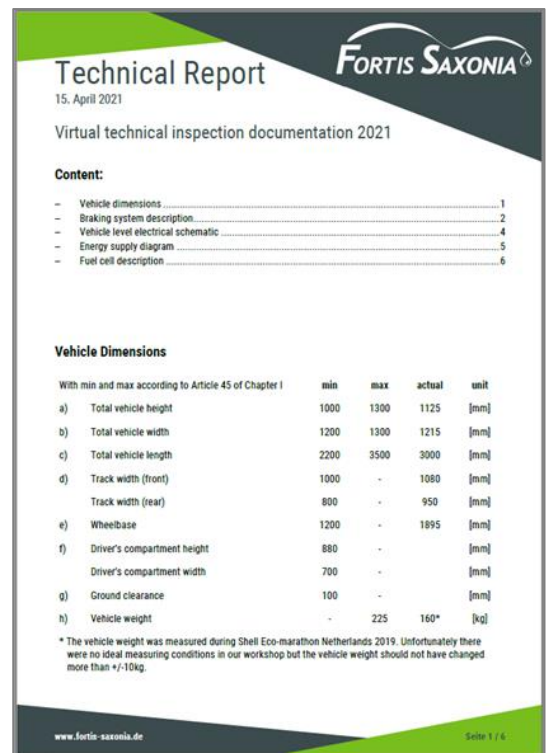 FORTIS SAXONIA
Technical Report
15. April 2021
Virtual technical inspection documentation 2021
Content:
– Vehicle dimensions ........ 1
– Braking system description ........ 2
– Vehicle level electrical schematic ........ 4
– Energy supply diagram ........ 5
– Fuel cell description ........ 6
Vehicle Dimensions
With min and max according to Article 45 of Chapter I min max actual unit
a) Total vehicle height 1000 1300 1125 [mm]
b) Total vehicle width 1200 1300 1215 [mm]
c) Total vehicle length 2200 3500 3000 [mm]
d) Track width (front) 1000 - 1080 [mm]
Track width (rear) 800 - 950 [mm]
e) Wheelbase 1200 - 1895 [mm]
f) Driver's compartment height 880 - [mm]
Driver's compartment width 700 - [mm]
g) Ground clearance 100 - [mm]
h) Vehicle weight - 225 160* [kg]
* The vehicle weight was measured during Shell Eco-marathon Netherlands 2019. Unfortunately there
were no ideal measuring conditions in our workshop but the vehicle weight should not have changed
more than +/-10kg.
www.fortis-saxonia.de Seite 1 / 6